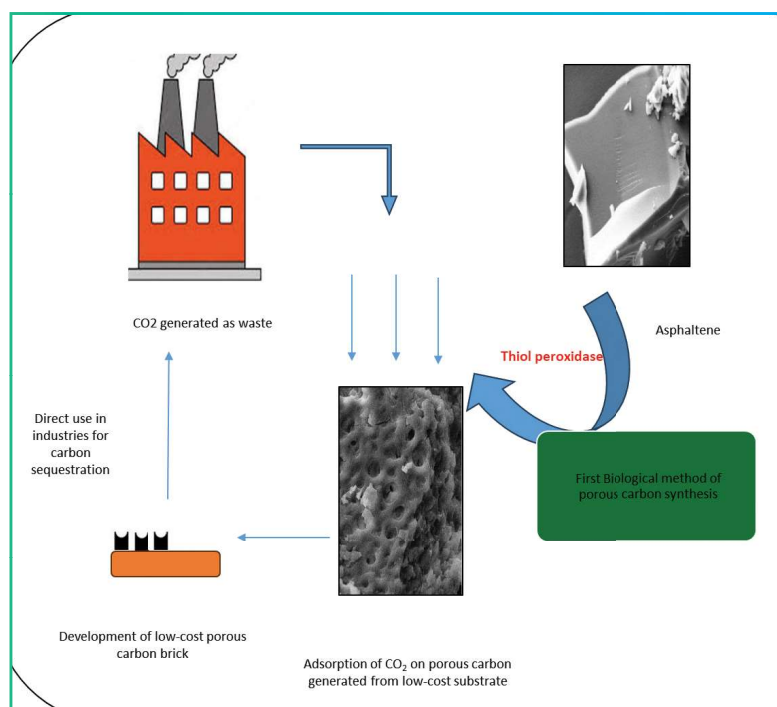 CO2 generated as waste
Asphaltene
Thiol peroxidase
Direct use in
industries for
carbon
sequestration
First Biological method of
porous carbon synthesis
Development of low-cost porous
carbon brick
Adsorption of CO₂ on porous carbon
generated from low-cost substrate